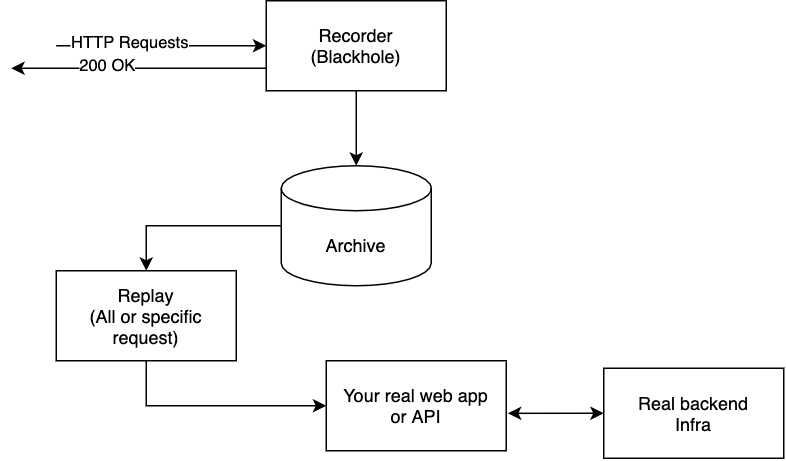 Recorder
(Blackhole)
HTTP Requests
200 OK
Archive
Replay
(All or specific
request)
Your real web app
or API
Real backend
Infra